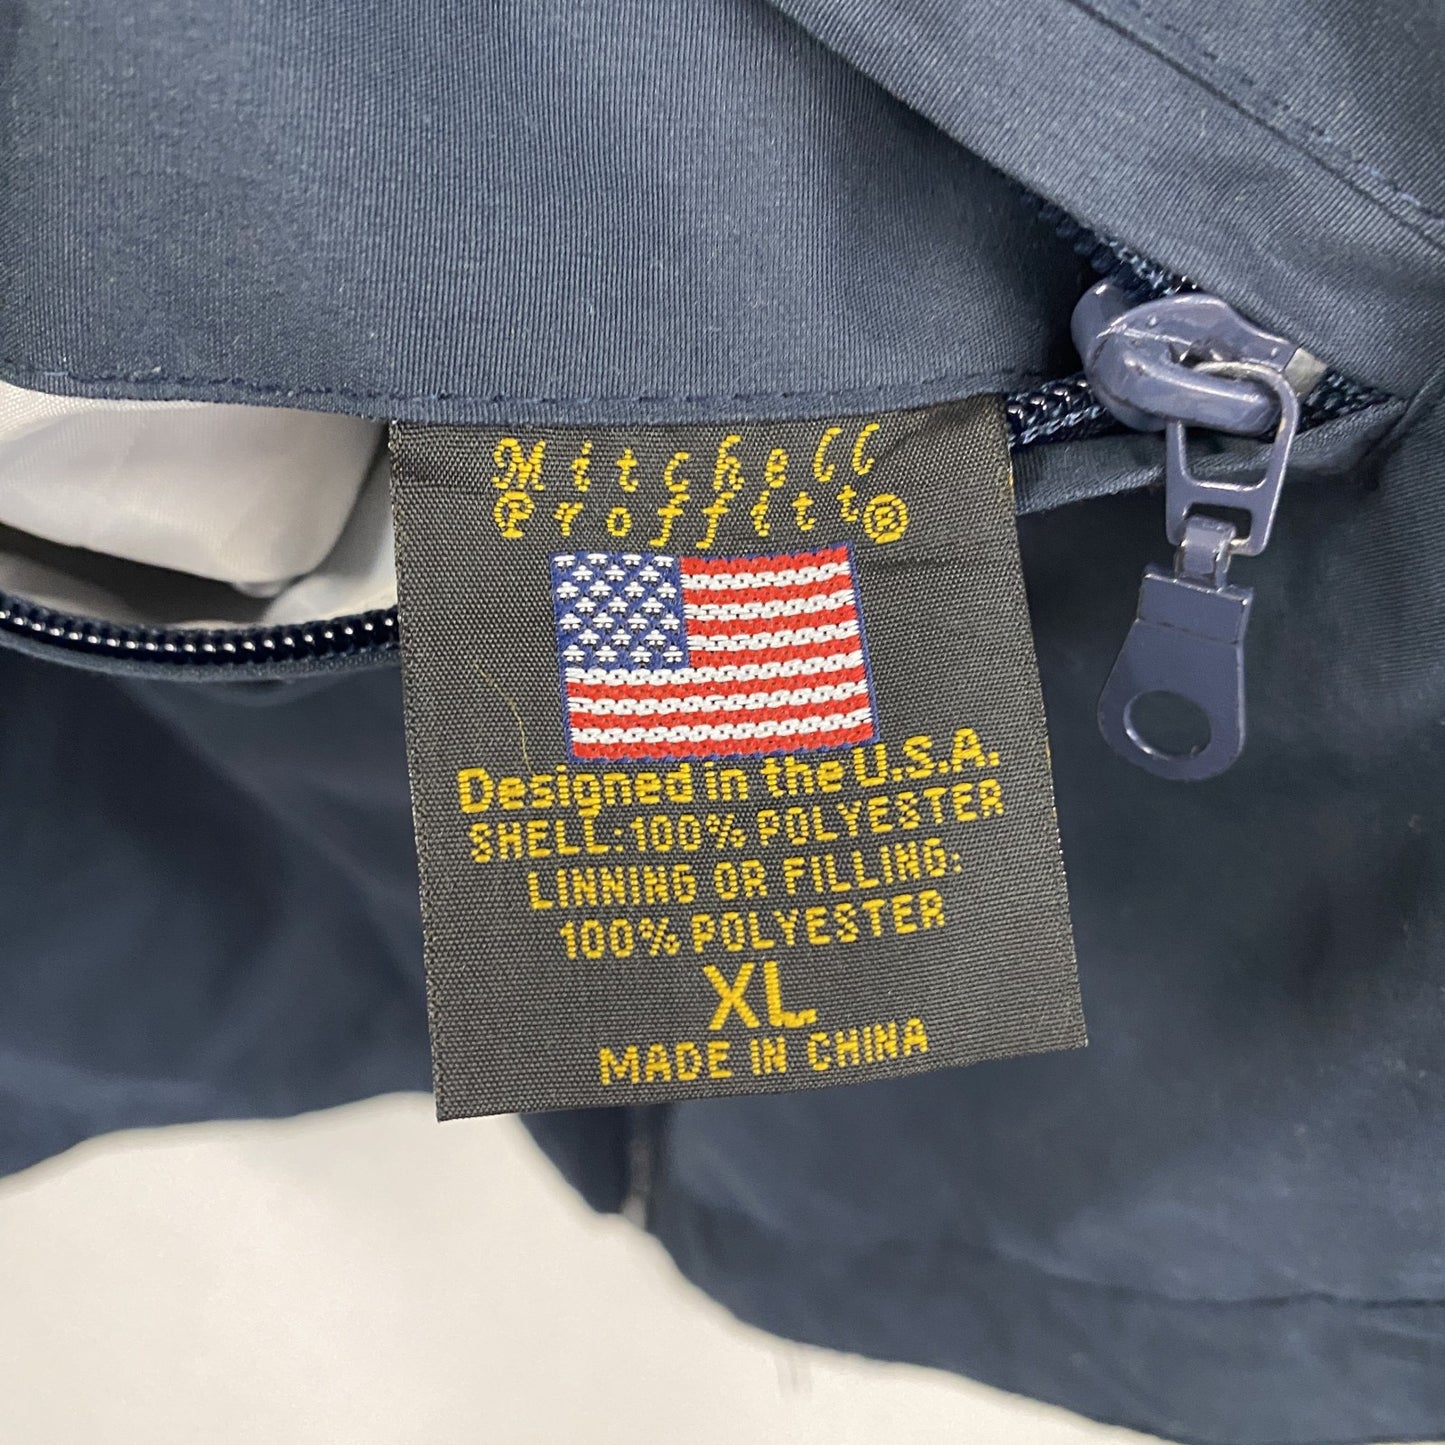 Mitchell
Proffitt®
Designed in the U.S.A.
SHELL:100% POLYESTER
LINNING OR FILLING:
100% POLYESTER
XL
MADE IN CHINA